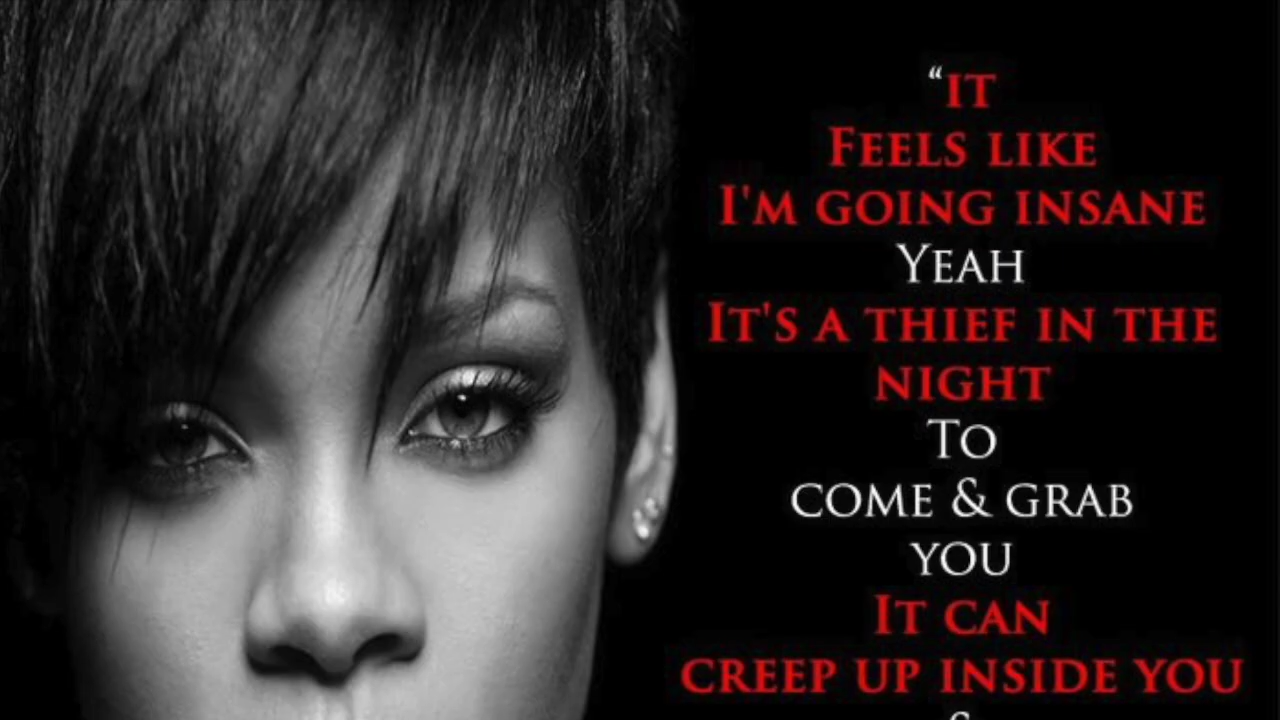 “IT
FEELS LIKE
I'M GOING INSANE
YEAH
IT'S A THIEF IN THE
NIGHT
TO
COME & GRAB
YOU
IT CAN
CREEP UP INSIDE YOU